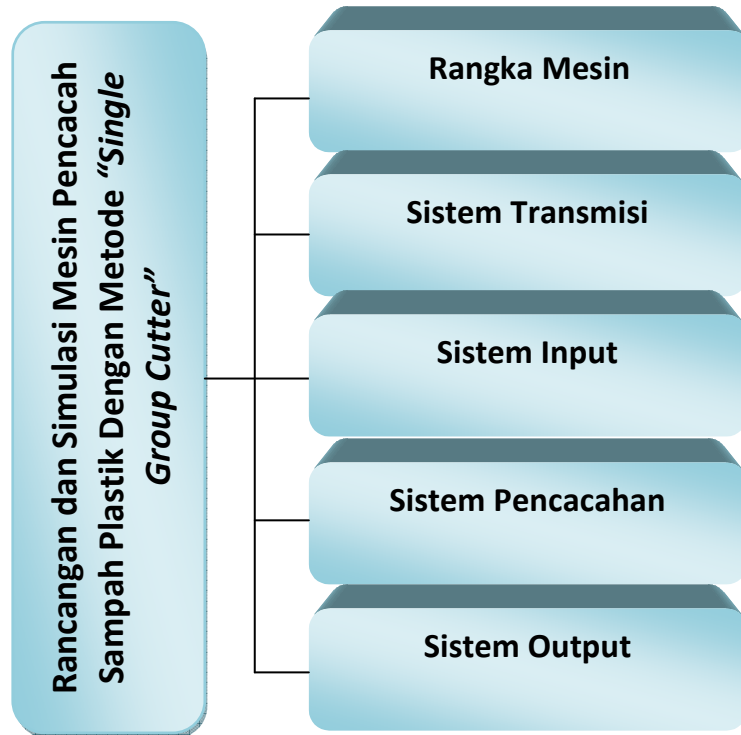 Rancangan dan Simulasi Mesin Pencacah
Sampah Plastik Dengan Metode “Single
Group Cutter”
Rangka Mesin
Sistem Transmisi
Sistem Input
Sistem Pencacahan
Sistem Output